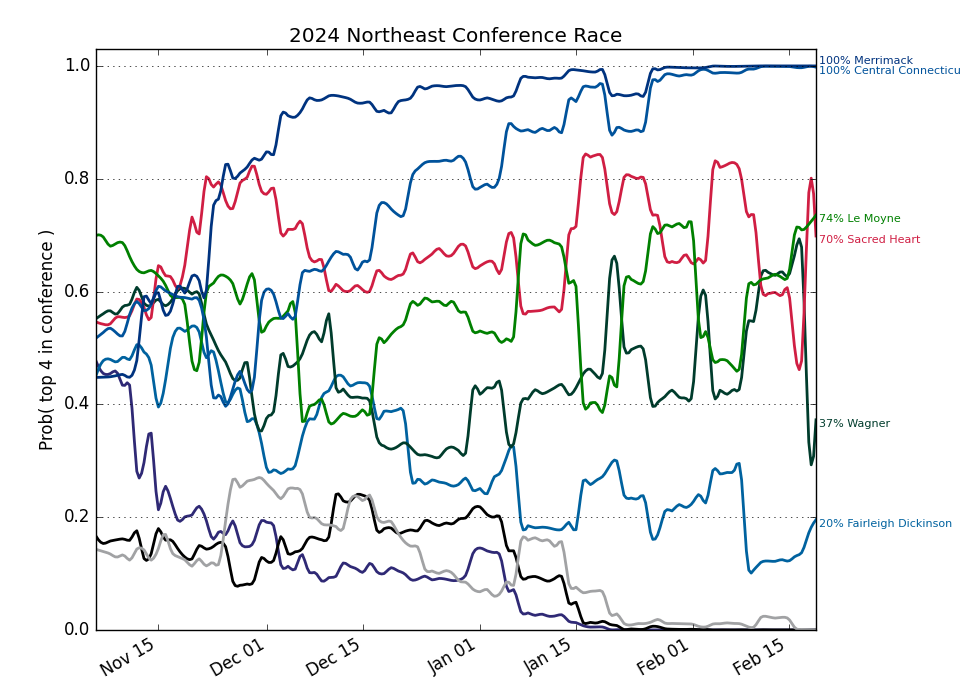 2024 Northeast Conference Race
Prob( top 4 in conference )
1.0
0.8
0.6
0.4
0.2
0.0
Nov 15
Dec 01
Dec 15
Jan 01
Jan 15
Feb 01
Feb 15
100% Merrimack
100% Central Connecticu
74% Le Moyne
70% Sacred Heart
37% Wagner
20% Fairleigh Dickinson